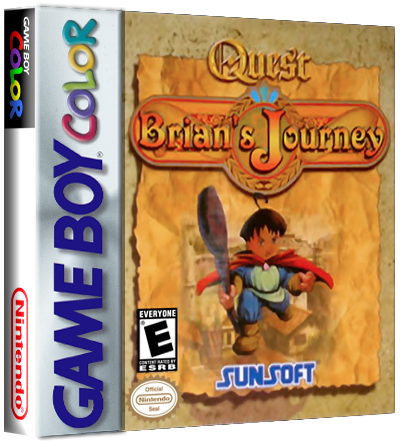 GAME BOY
COLOR
Nintendo
GAME BOY COLOR
Quest
Brian's Journey
EVERYONE
E
CONTENT RATED BY
ESRB
Official
Nintendo
Seal
SUNSOFT